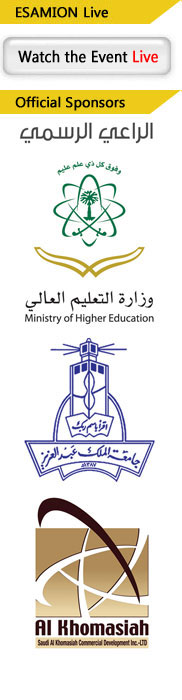 ESAMION Live
Watch the Event Live
Official Sponsors
الراعي الرسمي
وفوق كل ذي علم عليم
وزارة التعليم العالي
Ministry of Higher Education
اقرأ باسم ربك
جامعة الملك عبد العزيز
Al Khomasiah
Saudi Al Khomasiah Commercial Development Inc.-LTD